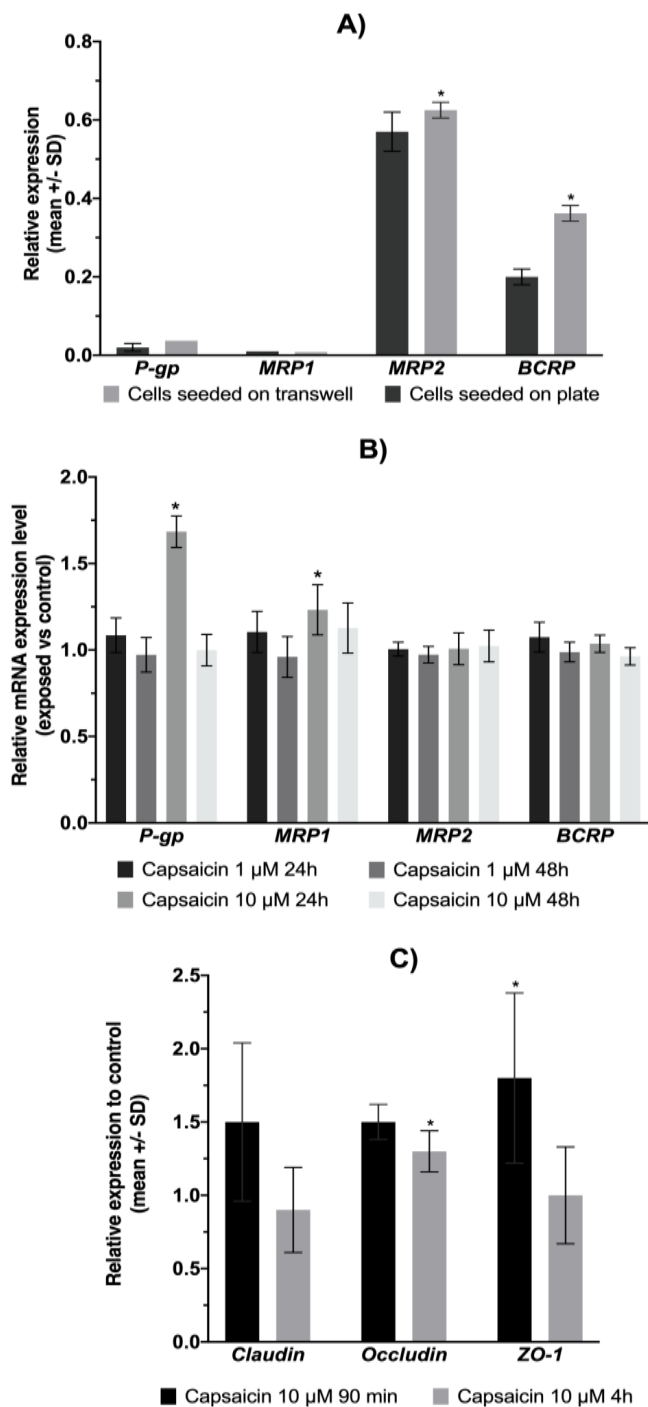 A)
Relative expression
(mean +/- SD)
0.8
0.6
0.4
0.2
0.0
*
*
P-gp MRP1 MRP2 BCRP
Cells seeded on transwell Cells seeded on plate
B)
Relative mRNA expression level
(exposed vs control)
2.0
1.5
1.0
0.5
0.0
*
*
P-gp MRP1 MRP2 BCRP
Capsaicin 1 µM 24h Capsaicin 1 µM 48h
Capsaicin 10 µM 24h Capsaicin 10 µM 48h
C)
Relative expression to control
(mean +/- SD)
2.5
2.0
1.5
1.0
0.5
0.0
*
*
Claudin Occludin ZO-1
Capsaicin 10 µM 90 min Capsaicin 10 µM 4h